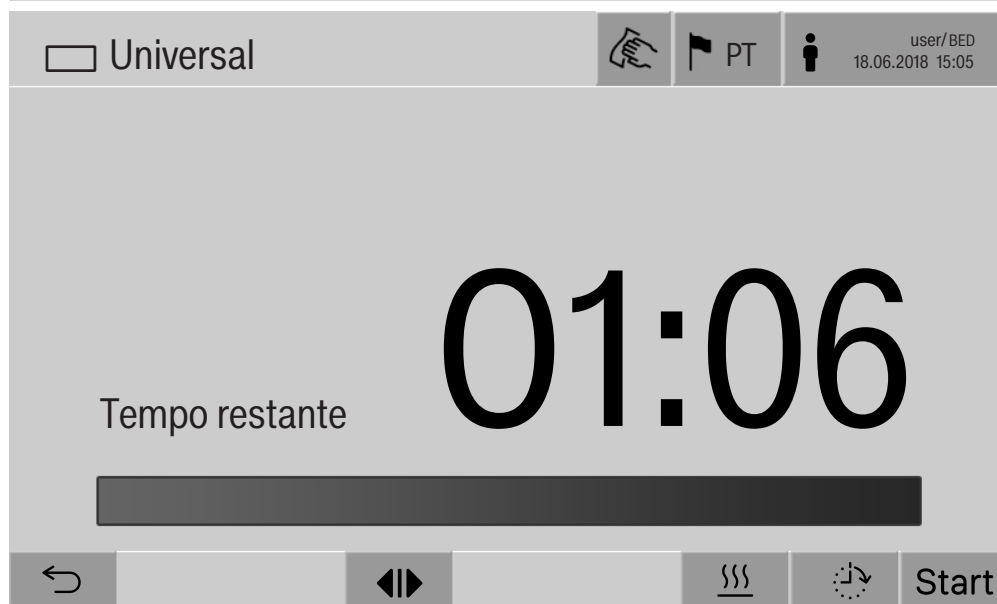 Universal
PT
user/BED
18.06.2018 15:05
01:06
Tempo restante
Start